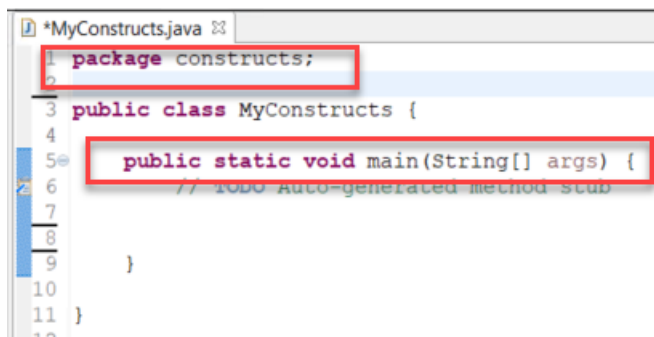 *MyConstructs.java
1 package constructs;
2
3 public class MyConstructs {
4
5 public static void main(String[] args) {
6 // TODO Auto-generated method stub
7
8
9 }
10
11 }